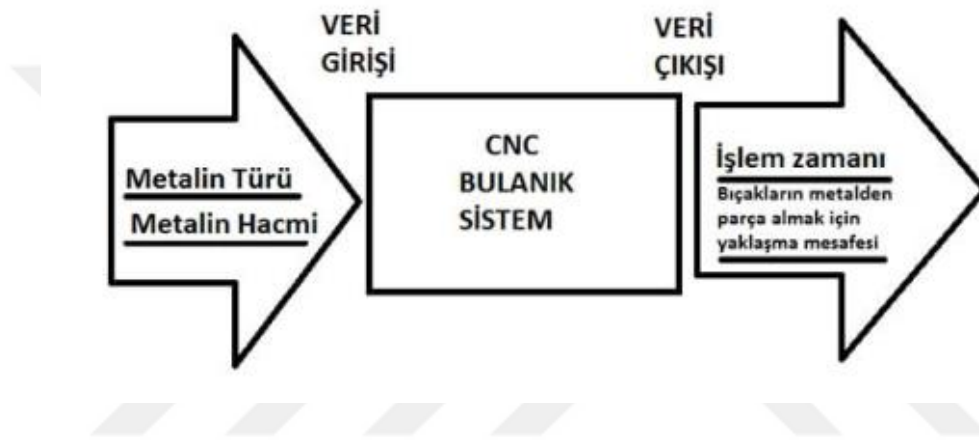 VERİ
GİRİŞİ
Metalin Türü
Metalin Hacmi
CNC
BULANIK
SİSTEM
VERİ
ÇIKIŞI
İşlem zamanı
Bıçakların metalden
parça almak için
yaklaşma mesafesi